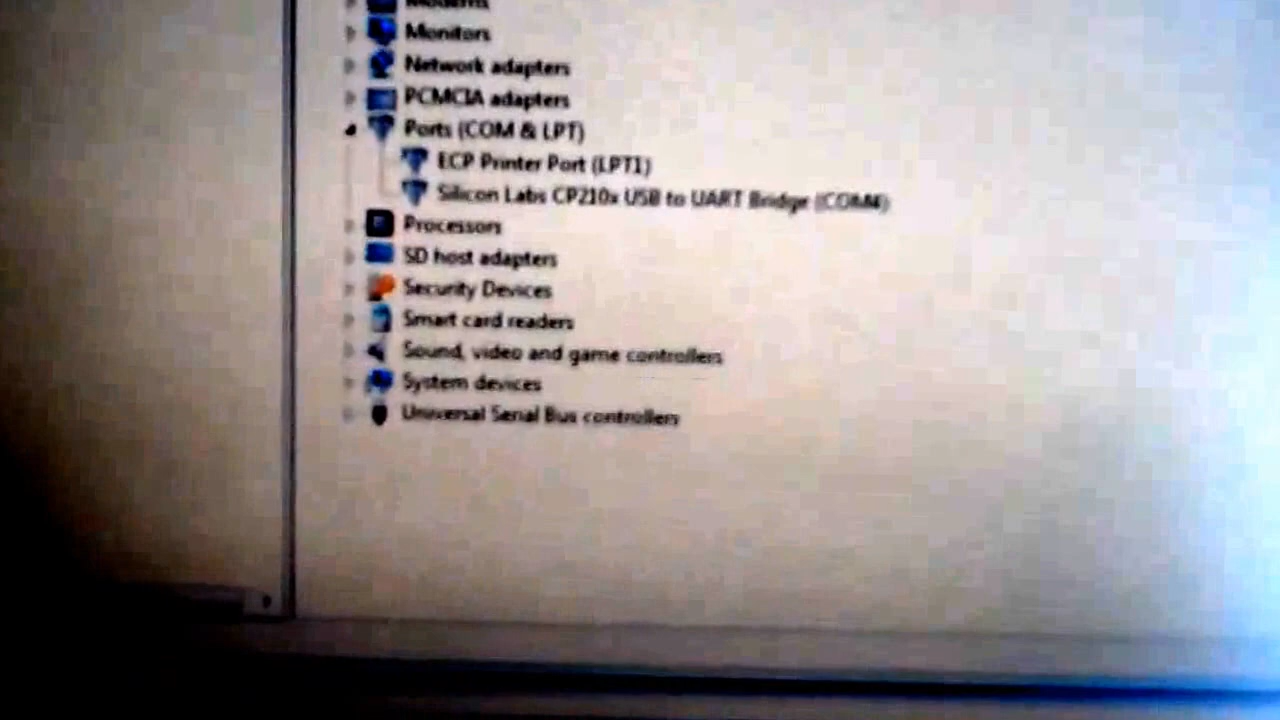 Modems
Monitors
Network adapters
PCMCIA adapters
Ports (COM & LPT)
ECP Printer Port (LPT1)
Silicon Labs CP210x USB to UART Bridge (COM4)
Processors
SD host adapters
Security Devices
Smart card readers
Sound, video and game controllers
System devices
Universal Serial Bus controllers